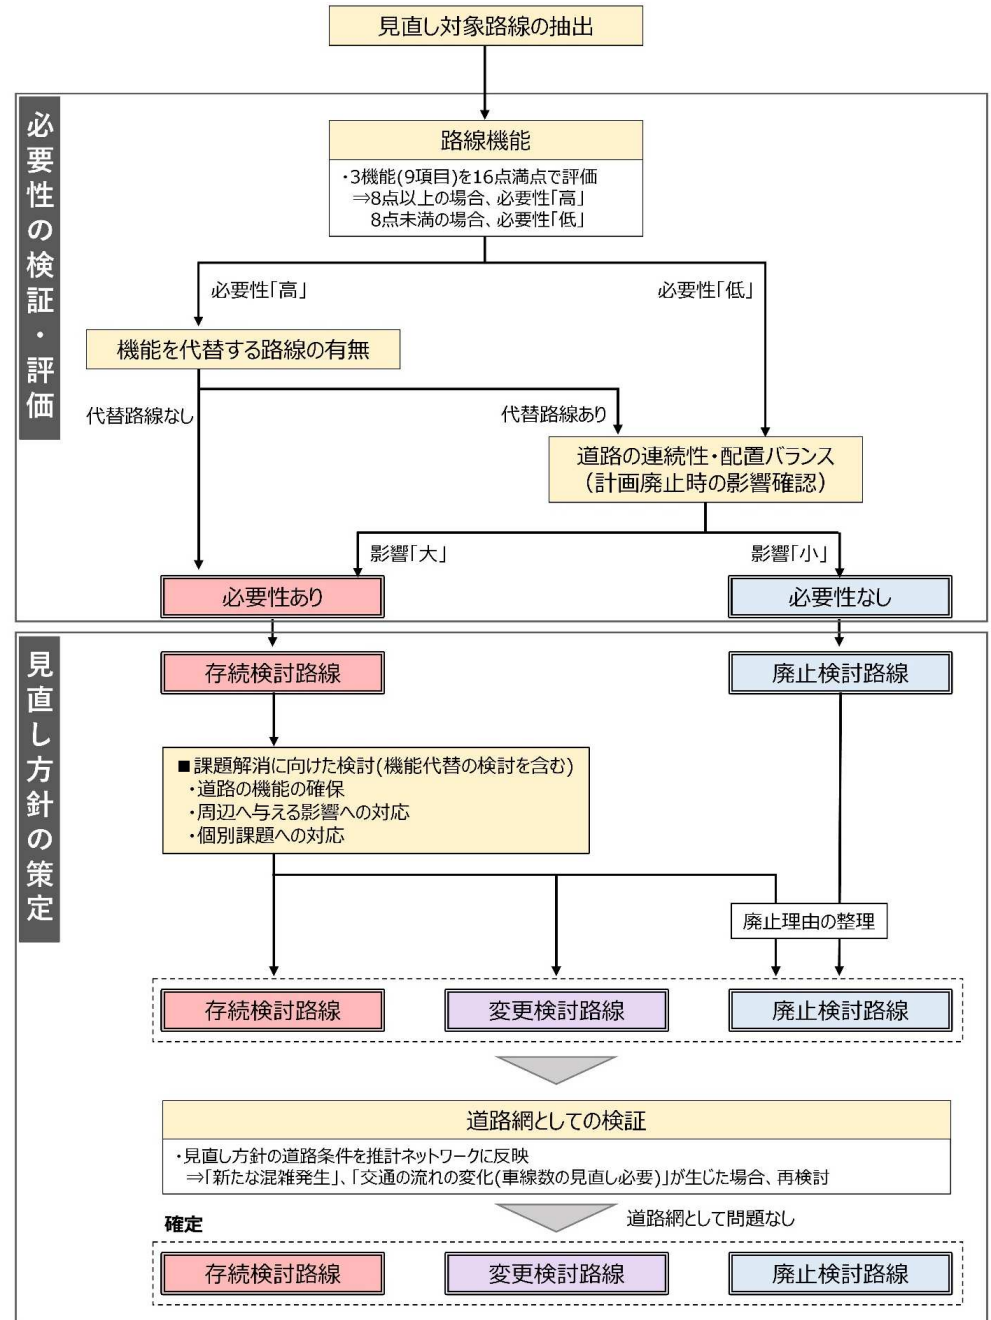 見直し対象路線の抽出
必要性の検証・評価
路線機能
・3機能(9項目)を16点満点で評価
⇒8点以上の場合、必要性「高」
8点未満の場合、必要性「低」
必要性「高」
必要性「低」
機能を代替する路線の有無
代替路線なし
代替路線あり
道路の連続性・配置バランス
（計画廃止時の影響確認）
影響「大」
影響「小」
必要性あり
必要性なし
見直し方針の策定
存続検討路線
廃止検討路線
■課題解消に向けた検討(機能代替の検討を含む)
・道路の機能の確保
・周辺へ与える影響への対応
・個別課題への対応
廃止理由の整理
存続検討路線
変更検討路線
廃止検討路線
道路網としての検証
・見直し方針の道路条件を推計ネットワークに反映
⇒「新たな混雑発生」、「交通の流れの変化(車線数の見直し必要)」が生じた場合、再検討
道路網として問題なし
確定
存続検討路線
変更検討路線
廃止検討路線